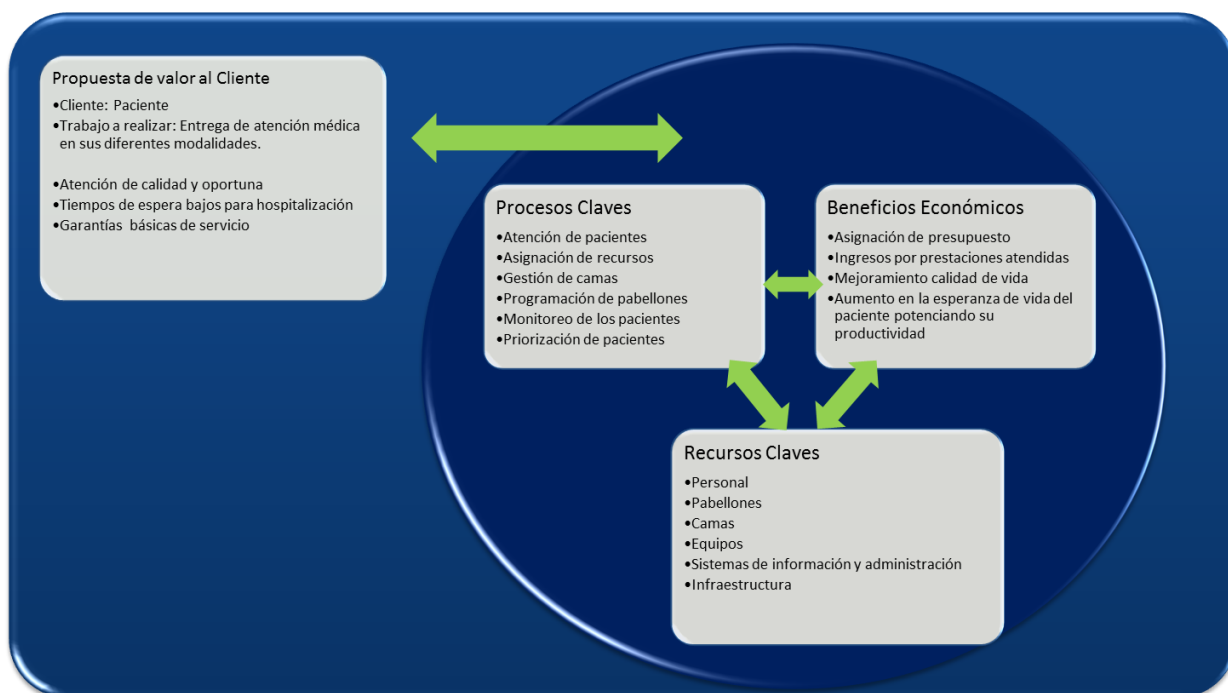 Propuesta de valor al Cliente
•Cliente: Paciente
•Trabajo a realizar: Entrega de atención médica
en sus diferentes modalidades.
•Atención de calidad y oportuna
•Tiempos de espera bajos para hospitalización
•Garantías básicas de servicio
Procesos Claves
•Atención de pacientes
•Asignación de recursos
•Gestión de camas
•Programación de pabellones
•Monitoreo de los pacientes
•Priorización de pacientes
Beneficios Económicos
•Asignación de presupuesto
•Ingresos por prestaciones atendidas
•Mejoramiento calidad de vida
•Aumento en la esperanza de vida del
paciente potenciando su
productividad
Recursos Claves
•Personal
•Pabellones
•Camas
•Equipos
•Sistemas de información y administración
•Infraestructura